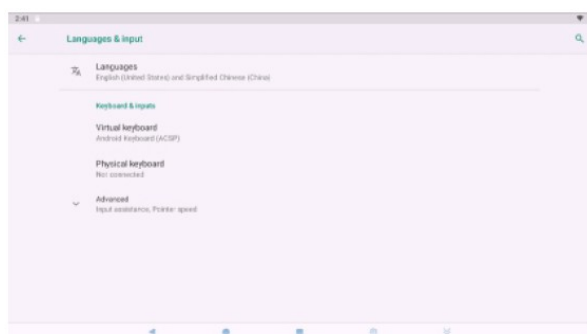 2:41
Languages & input
Languages
English (United States) and Simplified Chinese (China)
Keyboard & inputs
Virtual keyboard
Android Keyboard (AOSP)
Physical keyboard
Not connected
Advanced
Input assistance, Pointer speed